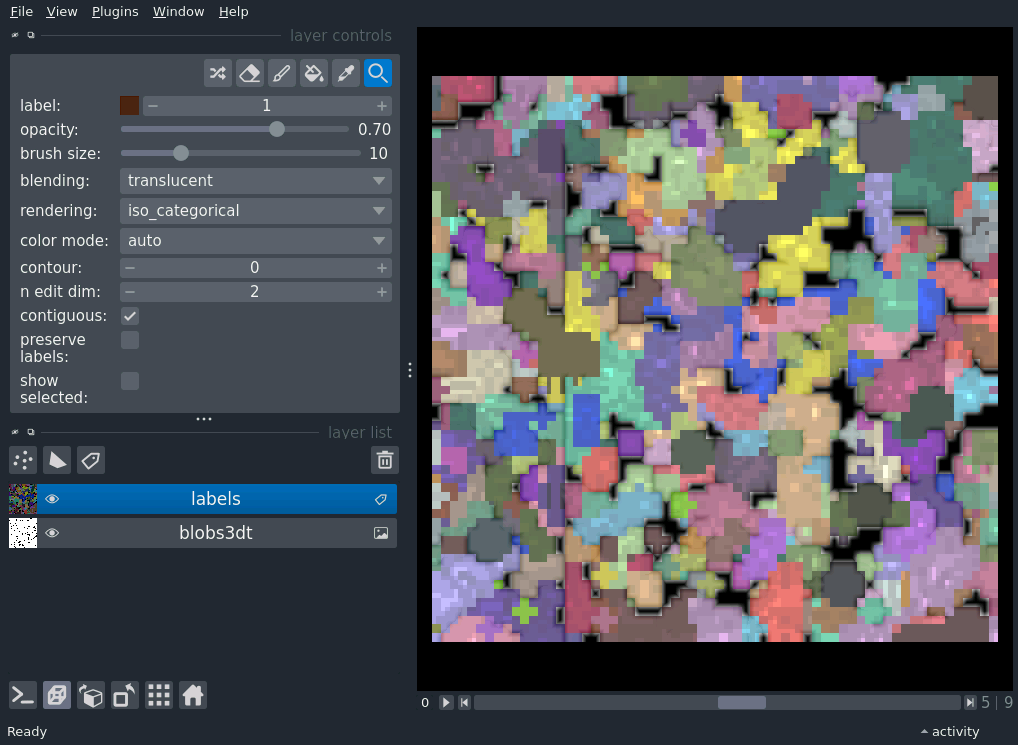 File View Plugins Window Help
layer controls
label: 1
opacity: 0.70
brush size: 10
blending: translucent
rendering: iso_categorical
color mode: auto
contour: 0
n edit dim: 2
contiguous:
preserve
labels:
show
selected:
layer list
labels
blobs3dt
0 5 | 9
Ready activity